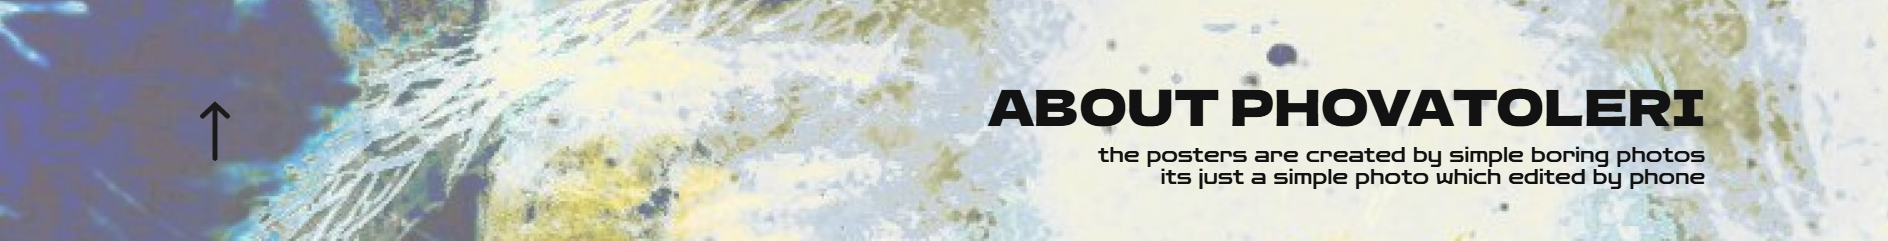 ABOUT PHOVATOLERI
the posters are created by simple boring photos
its just a simple photo which edited by phone